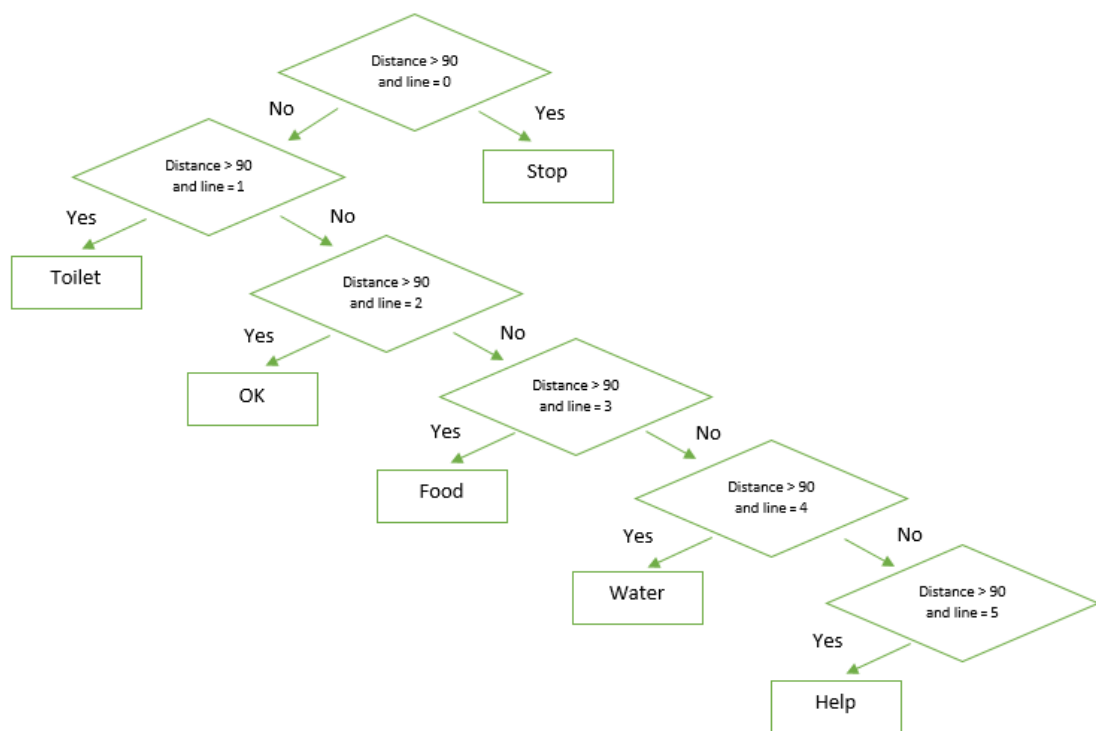 Distance > 90
and line = 0
No
Yes
Distance > 90
and line = 1
Stop
Yes
No
Toilet
Distance > 90
and line = 2
Yes
No
OK
Distance > 90
and line = 3
Yes
No
Food
Distance > 90
and line = 4
Yes
No
Water
Distance > 90
and line = 5
Yes
Help